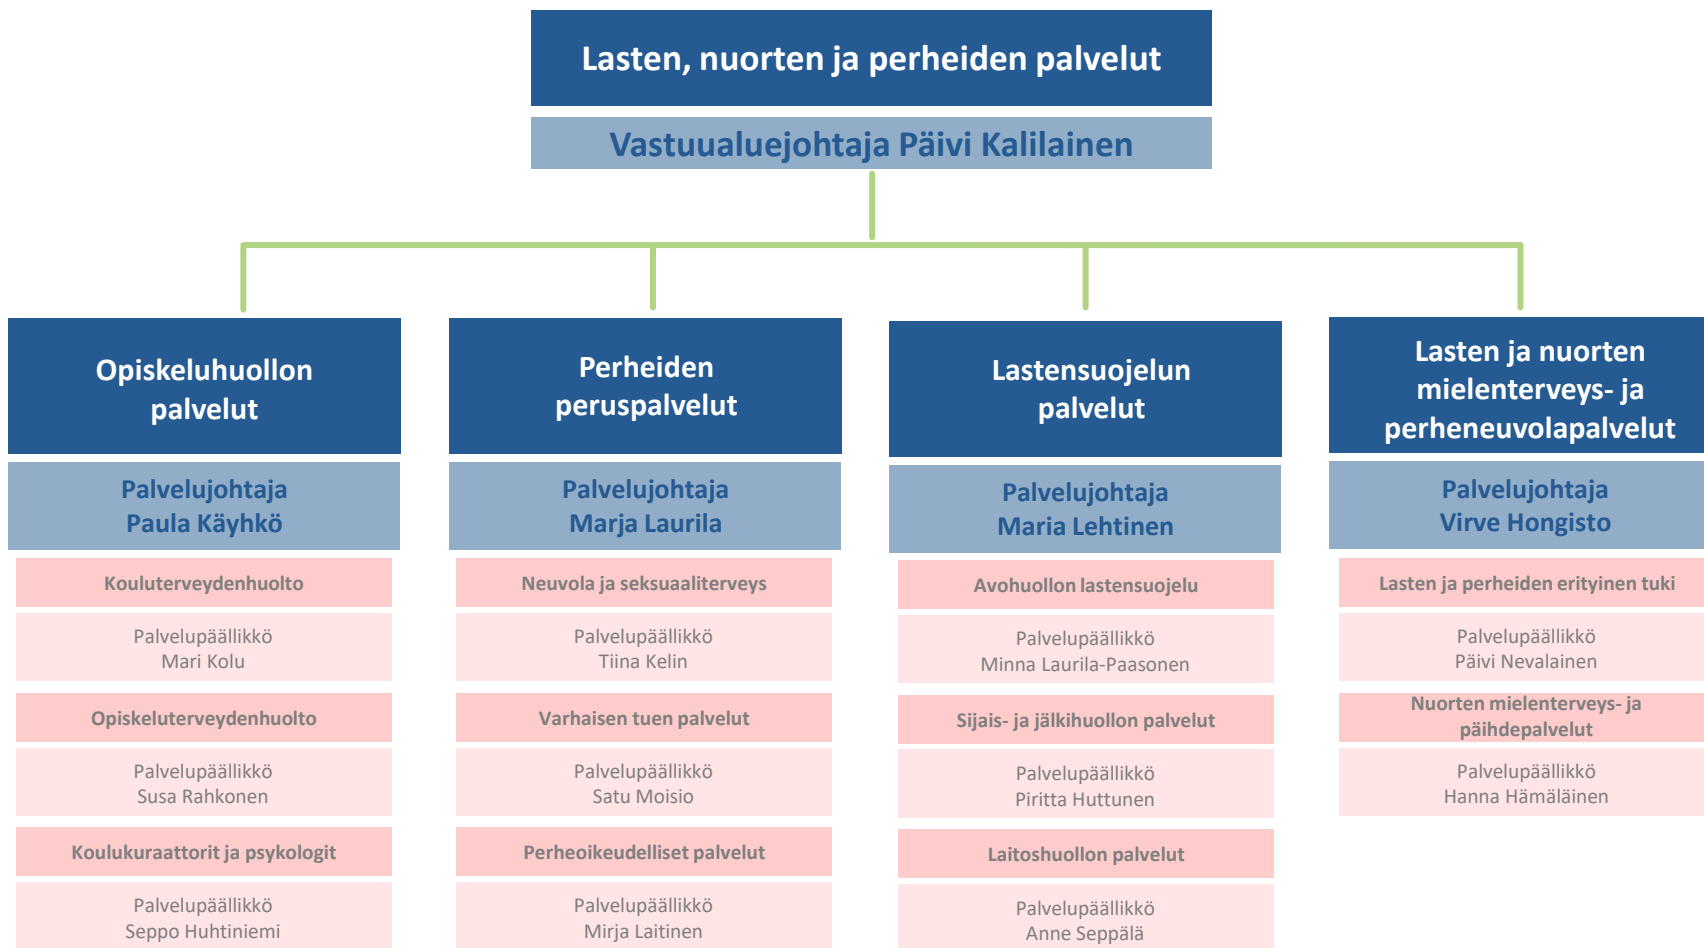 Lasten, nuorten ja perheiden palvelut
Vastuualuejohtaja Päivi Kalilainen
Opiskeluhuollon
palvelut
Palvelujohtaja
Paula Käyhkö
Kouluterveydenhuolto
Palvelupäällikkö
Mari Kolu
Opiskeluterveydenhuolto
Palvelupäällikkö
Susa Rahkonen
Koulukuraattorit ja psykologit
Palvelupäällikkö
Seppo Huhtiniemi
Perheiden
peruspalvelut
Palvelujohtaja
Marja Laurila
Neuvola ja seksuaaliterveys
Palvelupäällikkö
Tiina Kelin
Varhaisen tuen palvelut
Palvelupäällikkö
Satu Moisio
Perheoikeudelliset palvelut
Palvelupäällikkö
Mirja Laitinen
Lastensuojelun
palvelut
Palvelujohtaja
Maria Lehtinen
Avohuollon lastensuojelu
Palvelupäällikkö
Minna Laurila-Paasonen
Sijais- ja jälkihuollon palvelut
Palvelupäällikkö
Piritta Huttunen
Laitoshuollon palvelut
Palvelupäällikkö
Anne Seppälä
Lasten ja nuorten
mielenterveys- ja
perheneuvolapalvelut
Palvelujohtaja
Virve Hongisto
Lasten ja perheiden erityinen tuki
Palvelupäällikkö
Päivi Nevalainen
Nuorten mielenterveys- ja
päihdepalvelut
Palvelupäällikkö
Hanna Hämäläinen